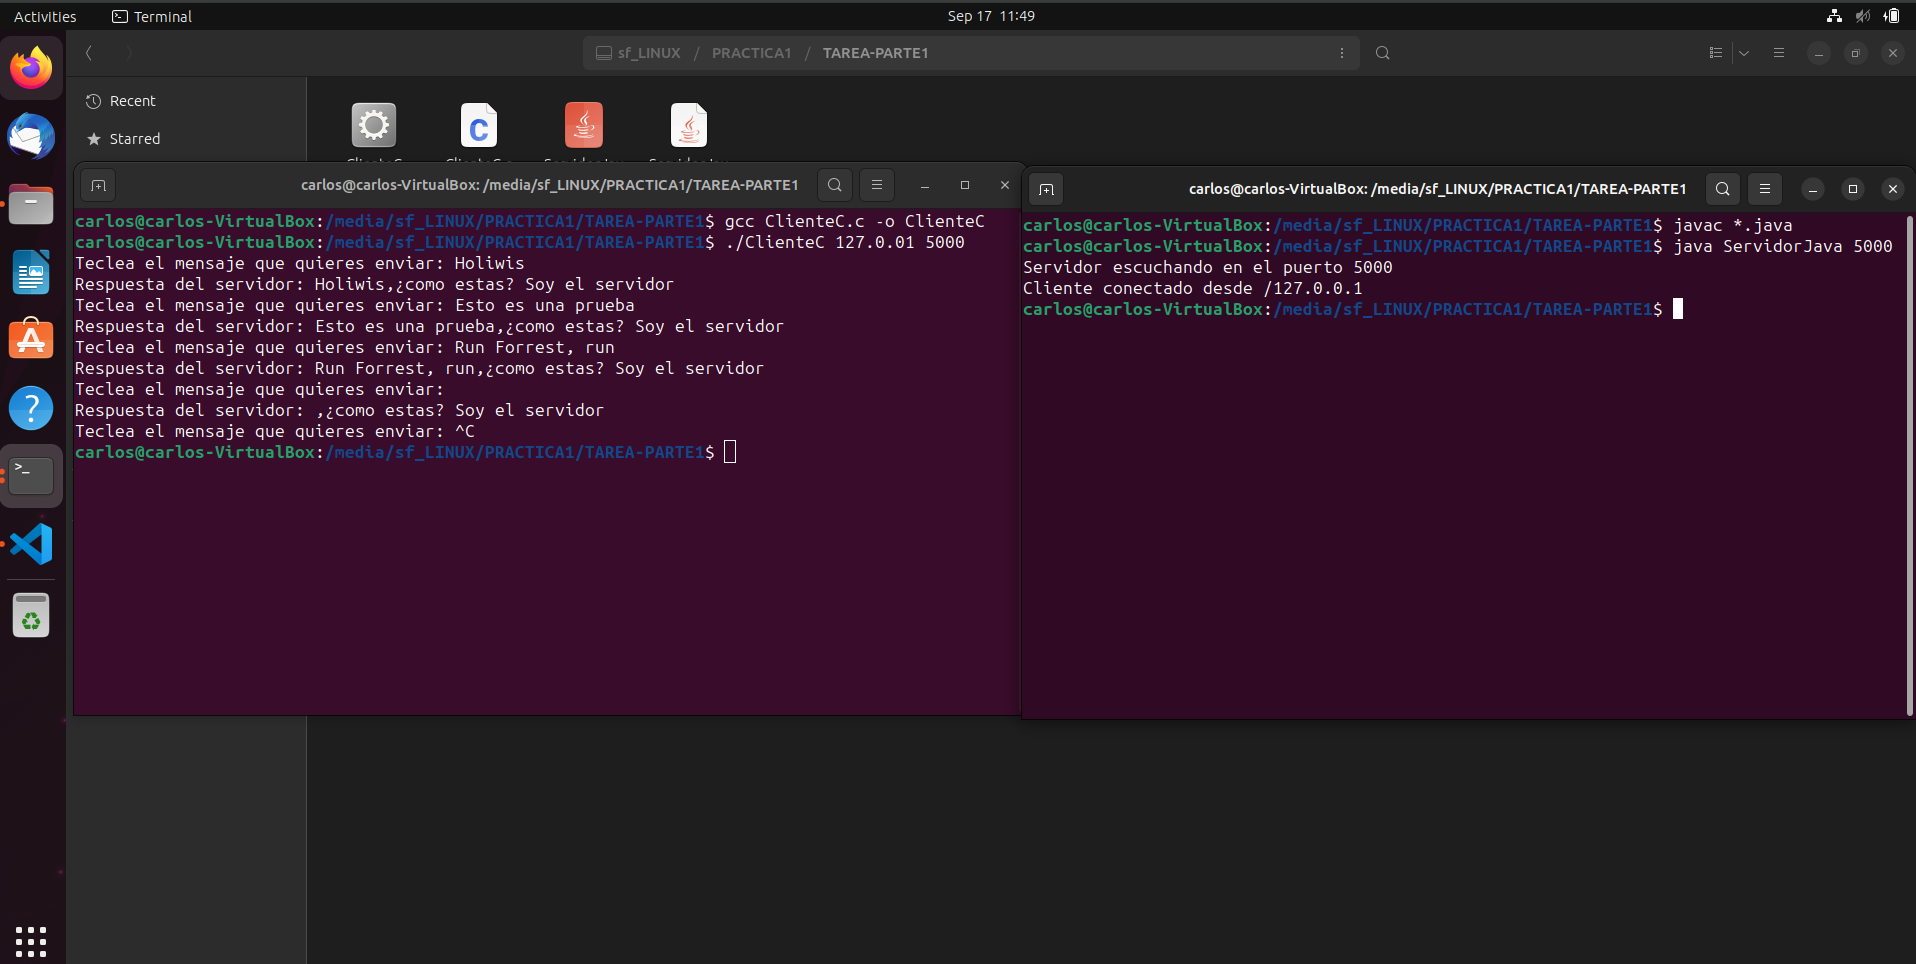 Activities
Terminal
Sep 17 11:49
sf_LINUX / PRACTICA1 / TAREA-PARTE1
Recent
Starred
carlos@carlos-VirtualBox: /media/sf_LINUX/PRACTICA1/TAREA-PARTE1
carlos@carlos-VirtualBox:/media/sf_LINUX/PRACTICA1/TAREA-PARTE1$ gcc ClienteC.c -o ClienteC
carlos@carlos-VirtualBox:/media/sf_LINUX/PRACTICA1/TAREA-PARTE1$ ./ClienteC 127.0.01 5000
Teclea el mensaje que quieres enviar: Holiwis
Respuesta del servidor: Holiwis,¿como estas? Soy el servidor
Teclea el mensaje que quieres enviar: Esto es una prueba
Respuesta del servidor: Esto es una prueba,¿como estas? Soy el servidor
Teclea el mensaje que quieres enviar: Run Forrest, run
Respuesta del servidor: Run Forrest, run,¿como estas? Soy el servidor
Teclea el mensaje que quieres enviar:
Respuesta del servidor: ,¿como estas? Soy el servidor
Teclea el mensaje que quieres enviar: ^C
carlos@carlos-VirtualBox:/media/sf_LINUX/PRACTICA1/TAREA-PARTE1$
carlos@carlos-VirtualBox: /media/sf_LINUX/PRACTICA1/TAREA-PARTE1
carlos@carlos-VirtualBox:/media/sf_LINUX/PRACTICA1/TAREA-PARTE1$ javac *.java
carlos@carlos-VirtualBox:/media/sf_LINUX/PRACTICA1/TAREA-PARTE1$ java ServidorJava 5000
Servidor escuchando en el puerto 5000
Cliente conectado desde /127.0.0.1
carlos@carlos-VirtualBox:/media/sf_LINUX/PRACTICA1/TAREA-PARTE1$